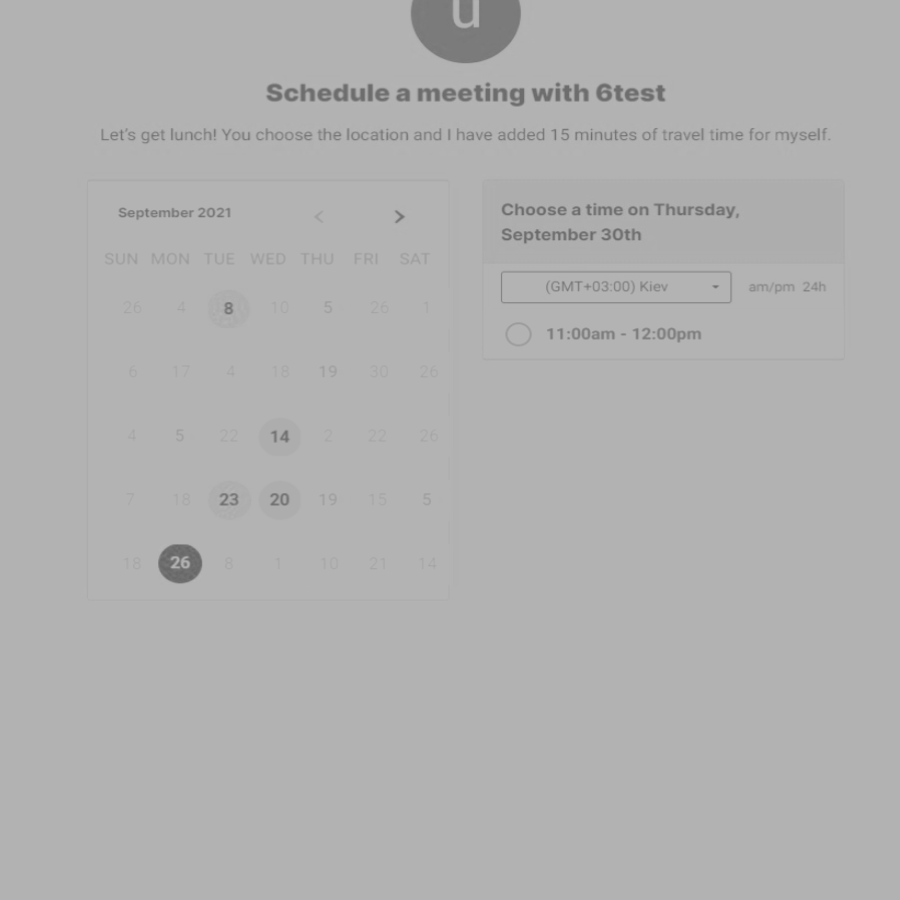 u
Schedule a meeting with 6test
Let's get lunch! You choose the location and I have added 15 minutes of travel time for myself.
September 2021 < >
SUN MON TUE WED THU FRI SAT
26 4 8 10 5 26 1
6 17 4 18 19 30 26
4 5 22 14 2 22 26
7 18 23 20 19 15 5
18 26 8 1 10 21 14
Choose a time on Thursday,
September 30th
(GMT+03:00) Kiev am/pm 24h
11:00am - 12:00pm